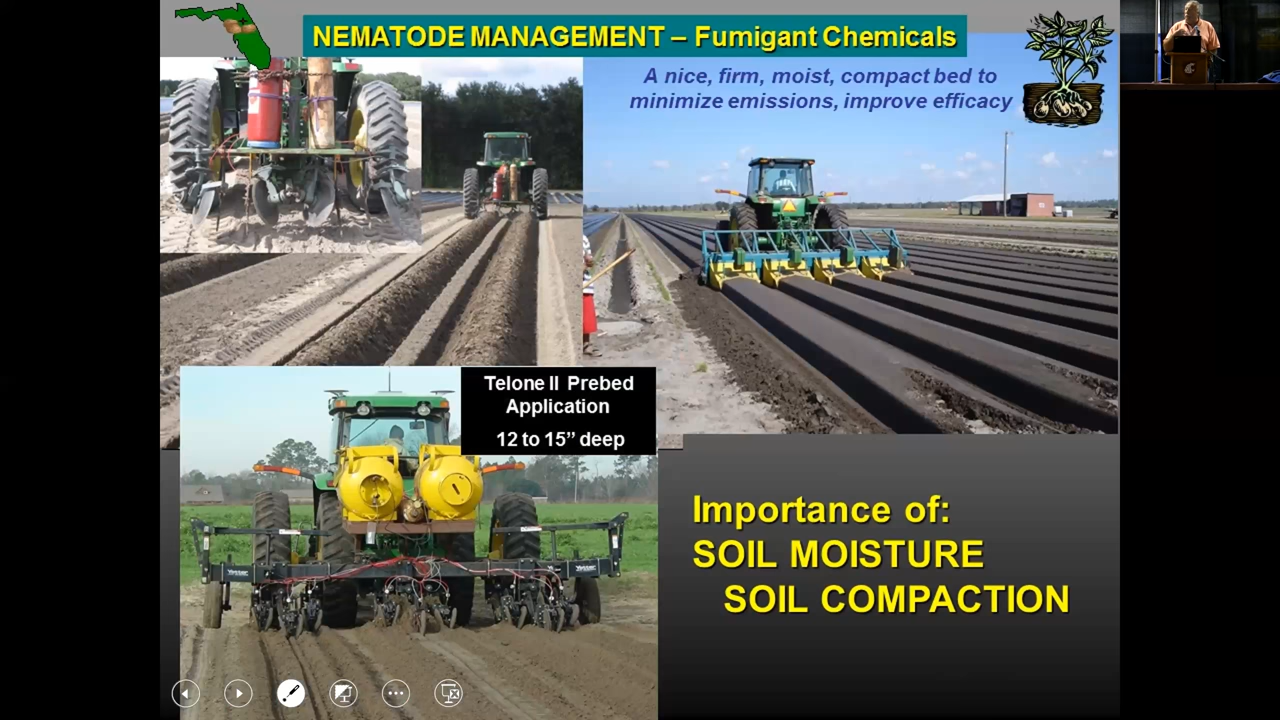 NEMATODE MANAGEMENT – Fumigant Chemicals
A nice, firm, moist, compact bed to
minimize emissions, improve efficacy
Telone II Prebed
Application
12 to 15” deep
Importance of:
SOIL MOISTURE
SOIL COMPACTION